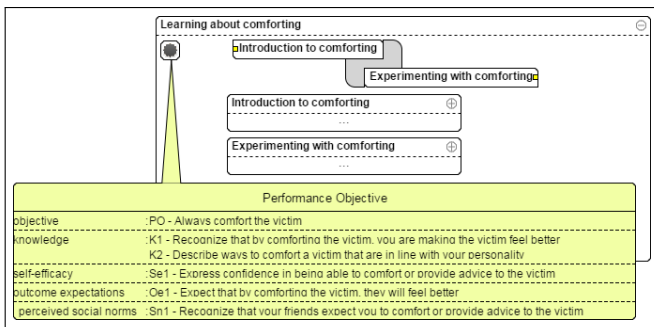 Learning about comforting
Introduction to comforting
Experimenting with comforting
Introduction to comforting
...
Experimenting with comforting
...
Performance Objective
objective :PO - Always comfort the victim
knowledge :K1 - Recognize that by comforting the victim, you are making the victim feel better
K2 - Describe ways to comfort a victim that are in line with your personality
self-efficacy :Se1 - Express confidence in being able to comfort or provide advice to the victim
outcome expectations :Oe1 - Expect that by comforting the victim, they will feel better
perceived social norms :Sn1 - Recognize that your friends expect you to comfort or provide advice to the victim